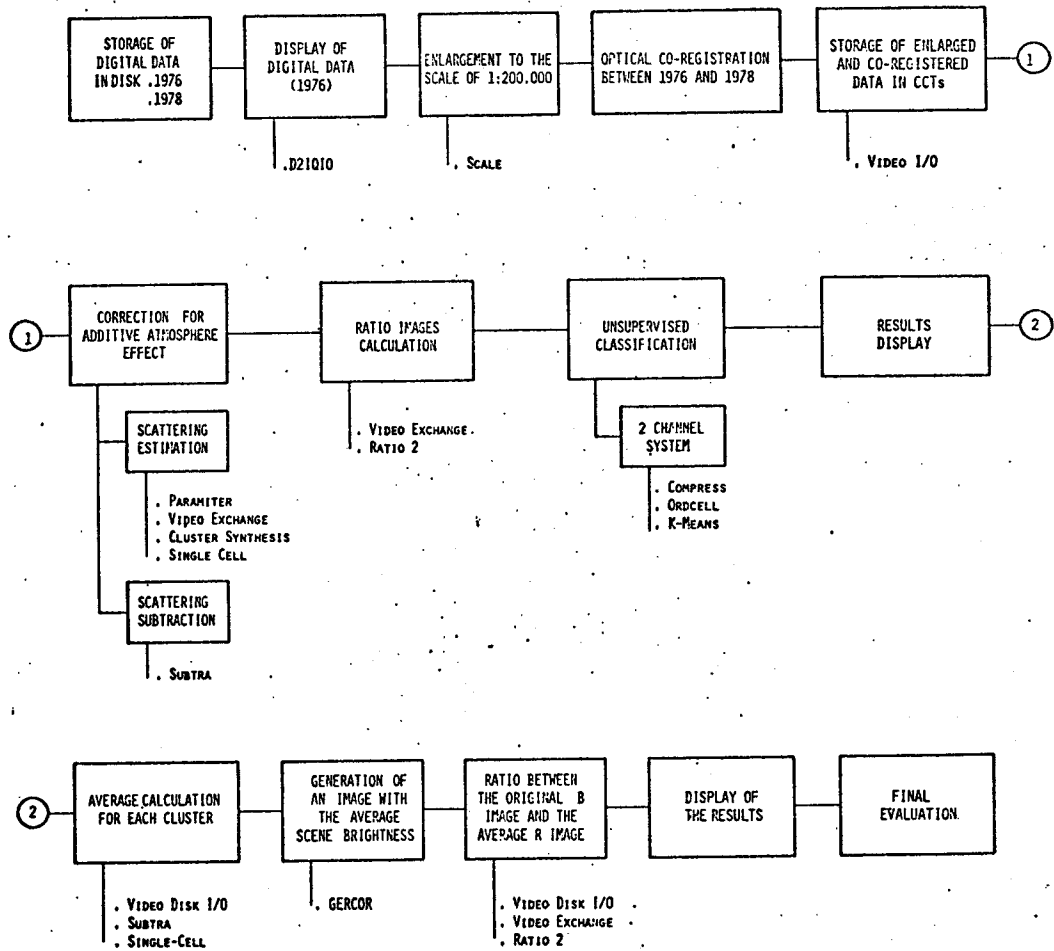 STORAGE OF
DIGITAL DATA
IN DISK .1976
.1978
DISPLAY OF
DIGITAL DATA
(1976)
ENLARGEMENT TO THE
SCALE OF 1:200.000
OPTICAL CO-REGISTRATION
BETWEEN 1976 AND 1978
STORAGE OF ENLARGED
AND CO-REGISTERED
DATA IN CCTs
1
.D21010
. SCALE
. VIDEO I/O
1
CORRECTION FOR
ADDITIVE ATMOSPHERE
EFFECT
RATIO IMAGES
CALCULATION
UNSUPERVISED
CLASSIFICATION
RESULTS
DISPLAY
2
SCATTERING
ESTIMATION
. PARAMITER
. VIDEO EXCHANGE
. CLUSTER SYNTHESIS
. SINGLE CELL
SCATTERING
SUBTRACTION
. SUBTRA
. VIDEO EXCHANGE.
. RATIO 2
2 CHANNEL
SYSTEM
. COMPRESS
. ORDCELL
. K-MEANS
2
AVERAGE CALCULATION
FOR EACH CLUSTER
GENERATION OF
AN IMAGE WITH
THE AVERAGE
SCENE BRIGHTNESS
RATIO BETWEEN
THE ORIGINAL B
IMAGE AND THE
AVERAGE R IMAGE
DISPLAY OF
THE RESULTS
FINAL
EVALUATION.
. VIDEO DISK I/O
. SUBTRA
. SINGLE-CELL
. GERCOR
. VIDEO DISK I/O
. VIDEO EXCHANGE
. RATIO 2